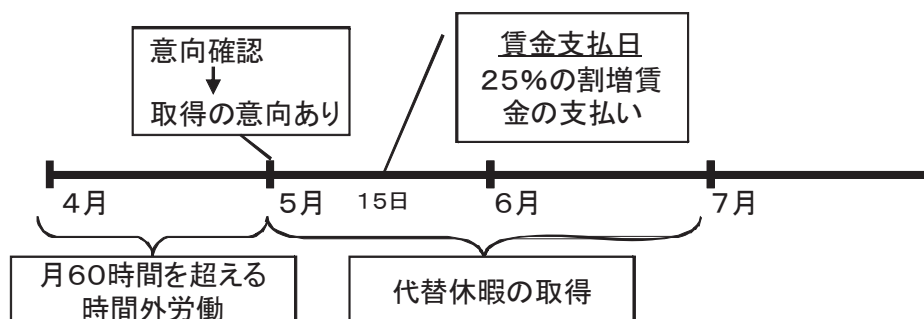 意向確認
取得の意向あり
賃金支払日
25%の割増賃
金の支払い
4月
5月
15日
6月
7月
月60時間を超える
時間外労働
代替休暇の取得